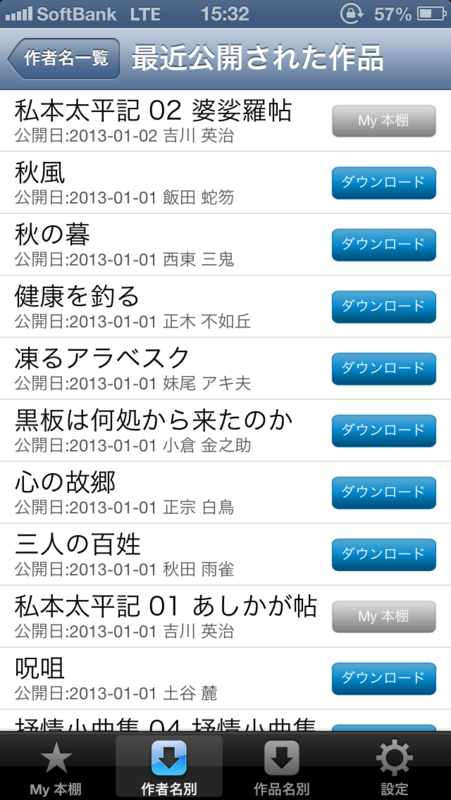 SoftBank LTE 15:32 57%
作者名一覧 最近公開された作品
私本太平記 02 婆娑羅帖
公開日:2013-01-02 吉川 英治
My 本棚
秋風
公開日:2013-01-01 飯田 蛇笏
ダウンロード
秋の暮
公開日:2013-01-01 西東 三鬼
ダウンロード
健康を釣る
公開日:2013-01-01 正木 不如丘
ダウンロード
凍るアラベスク
公開日:2013-01-01 妹尾 アキ夫
ダウンロード
黒板は何処から来たのか
公開日:2013-01-01 小倉 金之助
ダウンロード
心の故郷
公開日:2013-01-01 正宗 白鳥
ダウンロード
三人の百姓
公開日:2013-01-01 秋田 雨雀
ダウンロード
私本太平記 01 あしかが帖
公開日:2013-01-01 吉川 英治
My 本棚
呪咀
公開日:2013-01-01 土谷 麓
ダウンロード
抒情小曲集 04 抒情小曲集
My 本棚 作者名別 作品名別 設定